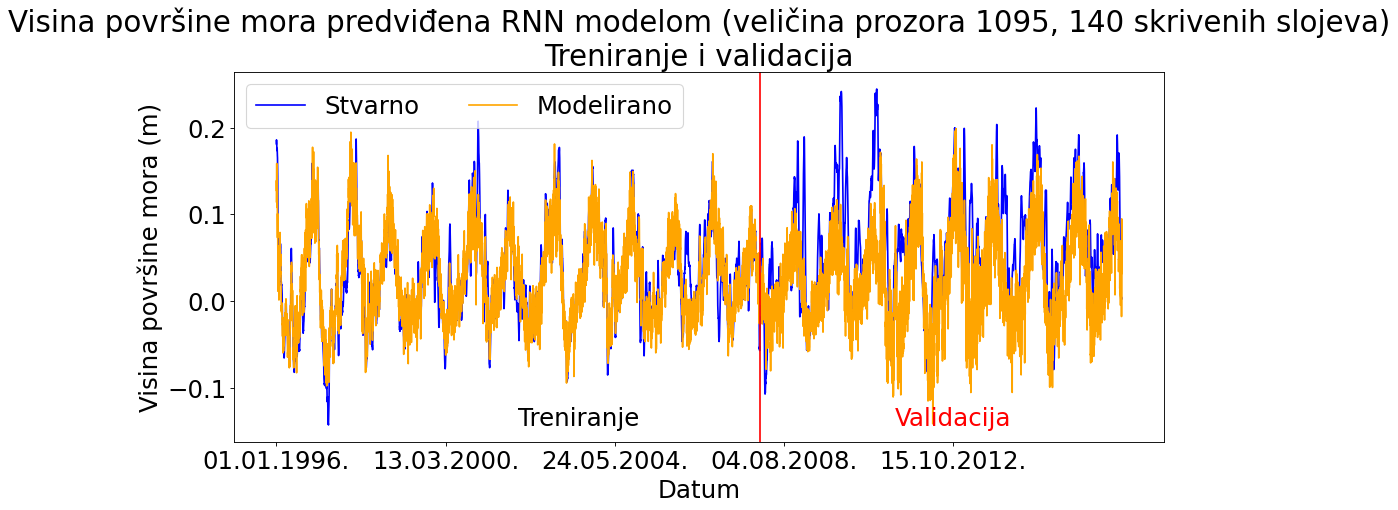 Visina površine mora predviđena RNN modelom (veličina prozora 1095, 140 skrivenih slojeva)
Treniranje i validacija
Stvarno Modelirano
Visina površine mora (m)
0.2
0.1
0.0
−0.1
Treniranje Validacija
01.01.1996. 13.03.2000. 24.05.2004. 04.08.2008. 15.10.2012.
Datum